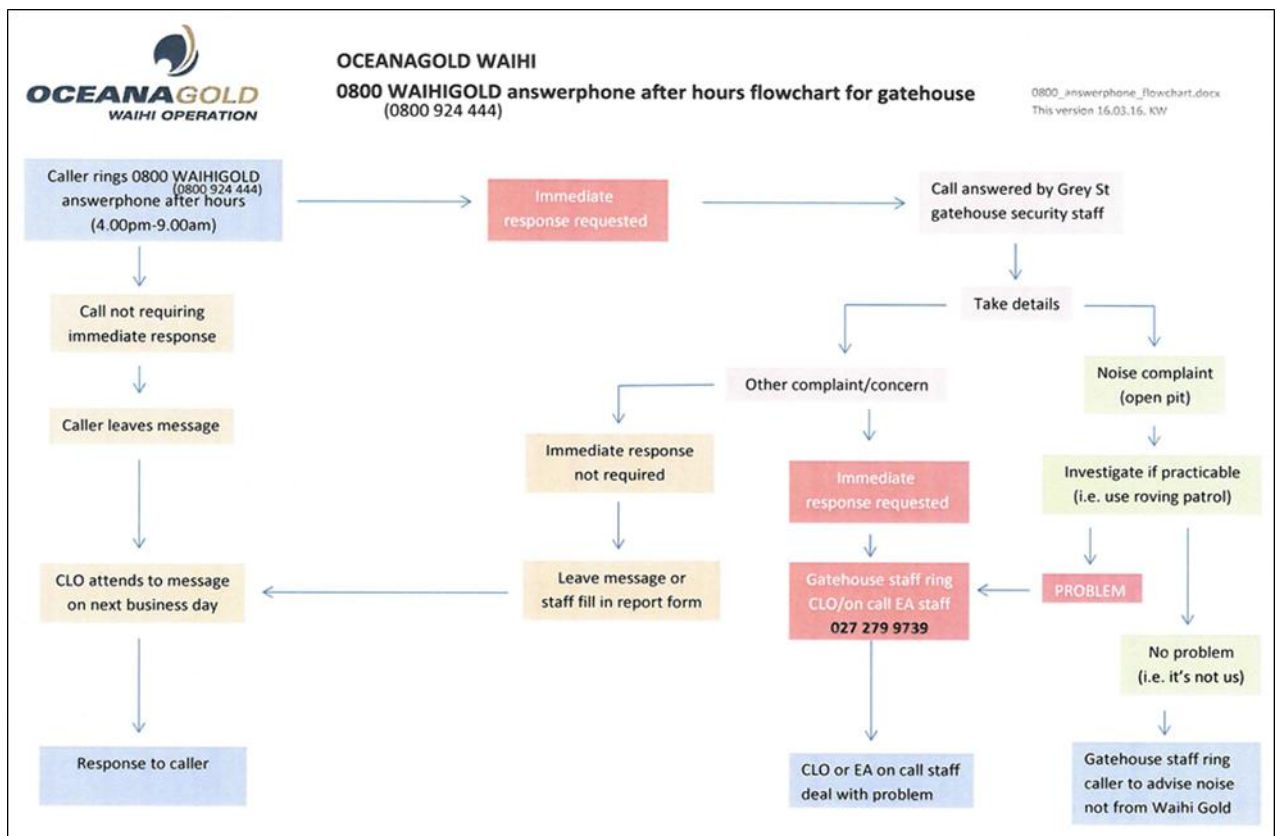 OCEANAGOLD
WAIHI OPERATION
OCEANAGOLD WAIHI
0800 WAIHIGOLD answerphone after hours flowchart for gatehouse
(0800 924 444)
0800_answerphone_flowchart.docx
This version 16.03.16. KW
Caller rings 0800 WAIHIGOLD
(0800 924 444)
answerphone after hours
(4.00pm-9.00am)
Immediate
response requested
Call answered by Grey St
gatehouse security staff
Call not requiring
immediate response
Take details
Other complaint/concern
Noise complaint
(open pit)
Caller leaves message
Immediate response
not required
Immediate
response requested
Investigate if practicable
(i.e. use roving patrol)
CLO attends to message
on next business day
Leave message or
staff fill in report form
Gatehouse staff ring
CLO/on call EA staff
027 279 9739
PROBLEM
No problem
(i.e. it's not us)
Response to caller
CLO or EA on call staff
deal with problem
Gatehouse staff ring
caller to advise noise
not from Waihi Gold